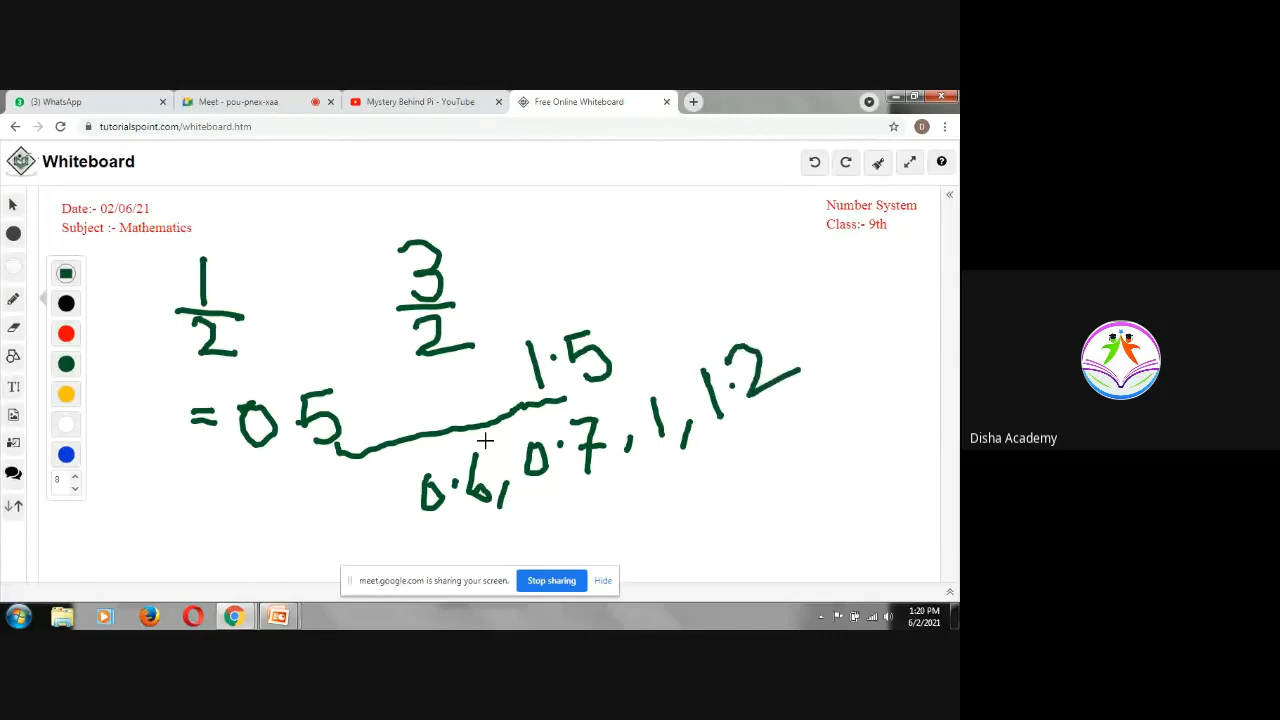 (3) WhatsApp
Meet - pou-pnex-xaa
Mystery Behind Pi - YouTube
Free Online Whiteboard
tutorialspoint.com/whiteboard.htm
D
Whiteboard
Date:- 02/06/21
Subject :- Mathematics
Number System
Class:- 9th
1/2
3/2
1.5
= 0 5
0.6, 0.7, 1, 1.2
8
T!
meet.google.com is sharing your screen.
Stop sharing
Hide
1:20 PM
6/2/2021
Disha Academy